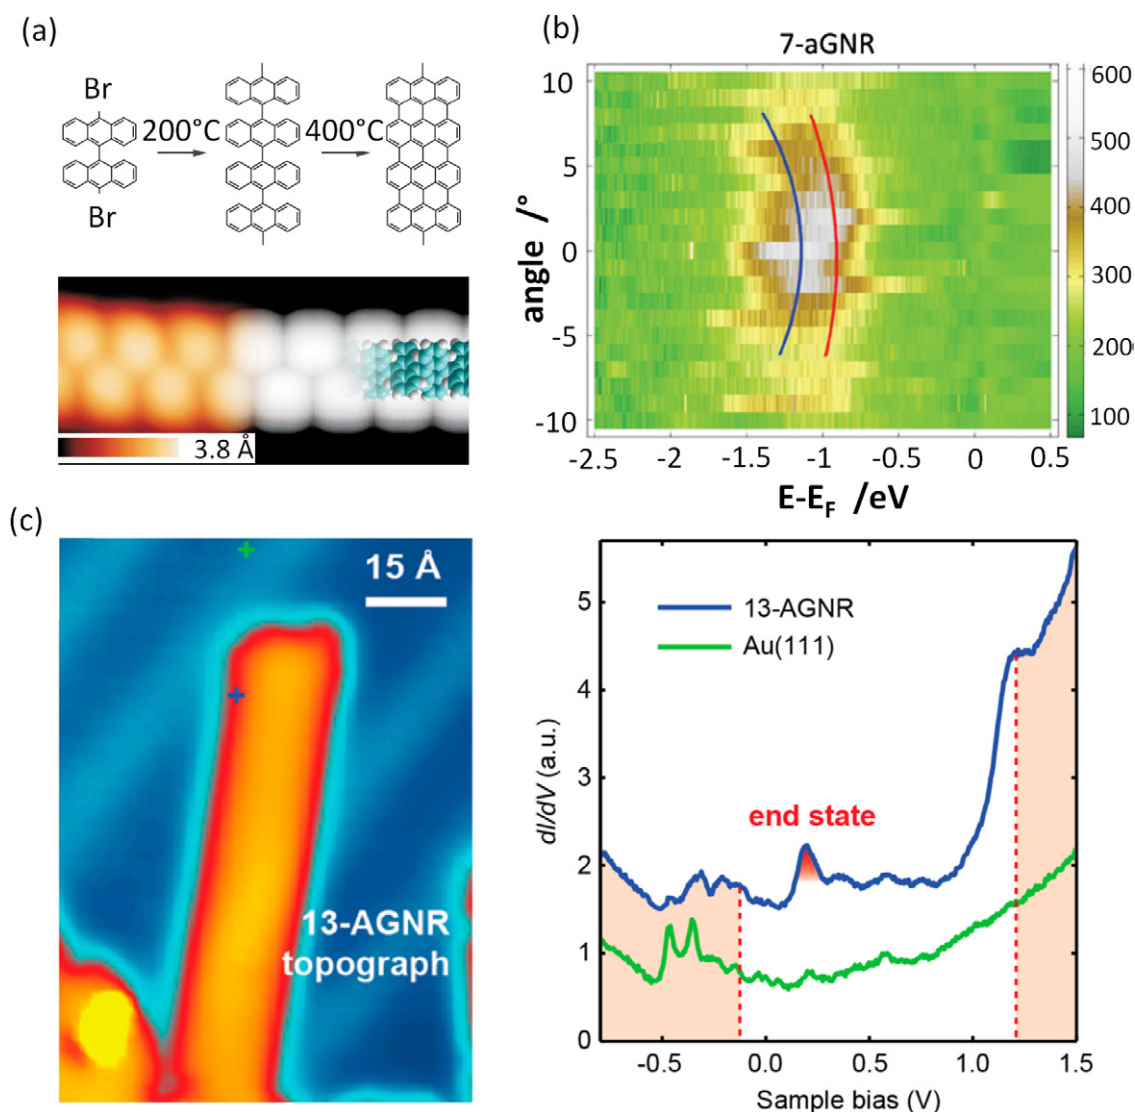 (a)
Br
200°C
400°C
Br
3.8 Å
(b)
7-aGNR
angle /°
10
5
0
-5
-10
-2.5
-2
-1.5
-1
-0.5
0
0.5
E-E_F /eV
600
500
400
300
200
100
(c)
15 Å
13-AGNR
topograph
13-AGNR
Au(111)
end state
dI/dV (a.u.)
5
4
3
2
1
0
-0.5
0.0
0.5
1.0
1.5
Sample bias (V)